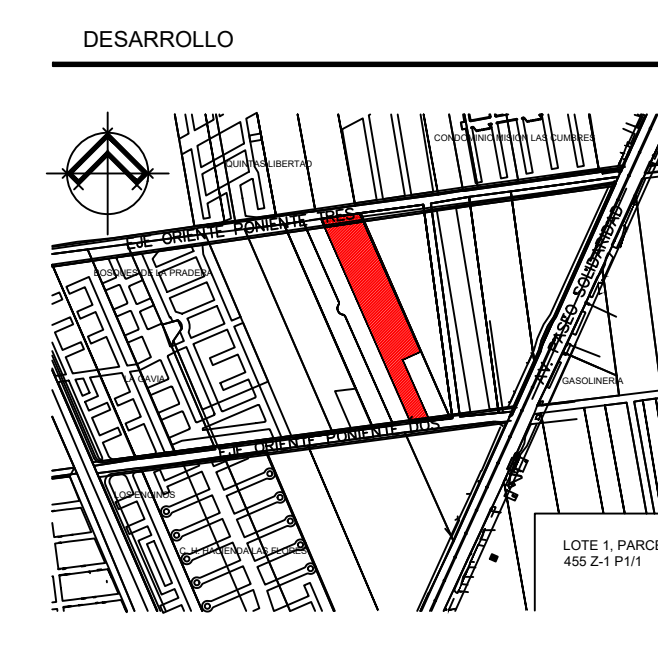 DESARROLLO
CONDOMINIO MISION LAS CUMBRES
QUINTAS LIBERTAD
EJE ORIENTE PONIENTE TRES
BOSQUES DE LA PRADERA
AV. PASEO SOLIDARIDAD
LA GAVIA
GASOLINERIA
EJE ORIENTE PONIENTE DOS
LOS ENCINOS
C. H. HACIENDA LAS FLORES
LOTE 1, PARCE
455 Z-1 P1/1